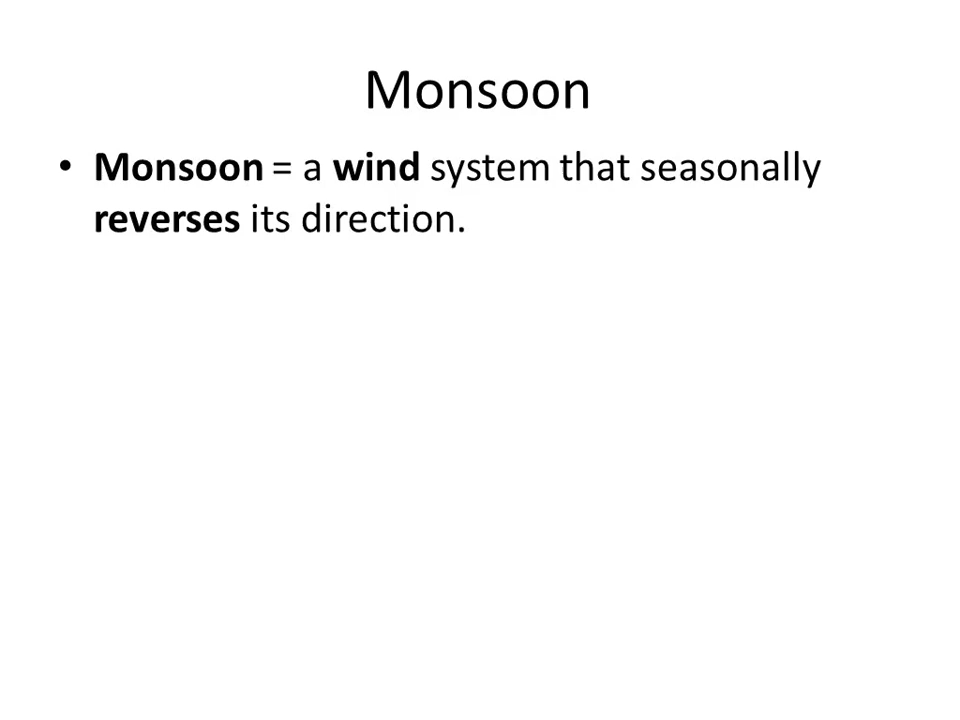 Monsoon
• Monsoon = a wind system that seasonally
reverses its direction.